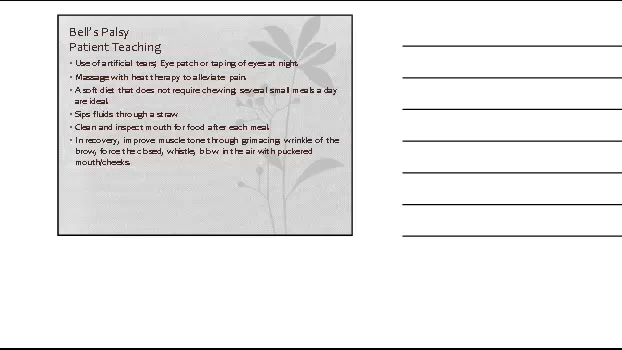 Bell's Palsy
Patient Teaching
• Use of artificial tears; Eye patch or taping of eyes at night.
• Massage with heat therapy to alleviate pain.
• A soft diet that does not require chewing; several small meals a day
are ideal.
• Sips fluids through a straw
• Clean and inspect mouth for food after each meal.
• In recovery, improve muscle tone through grimacing, wrinkle of the
brow, force the closed, whistle, blow in the air with puckered
mouth/cheeks.